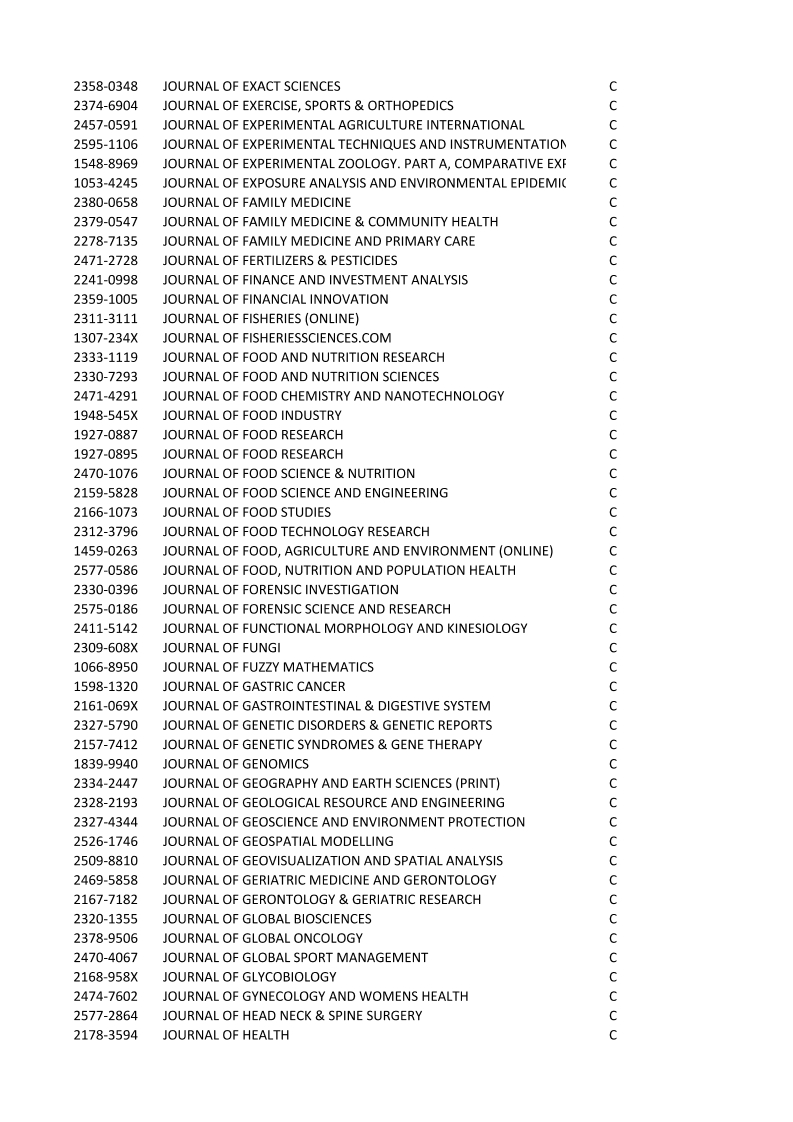 2358-0348 JOURNAL OF EXACT SCIENCES C
2374-6904 JOURNAL OF EXERCISE, SPORTS & ORTHOPEDICS C
2457-0591 JOURNAL OF EXPERIMENTAL AGRICULTURE INTERNATIONAL C
2595-1106 JOURNAL OF EXPERIMENTAL TECHNIQUES AND INSTRUMENTATION C
1548-8969 JOURNAL OF EXPERIMENTAL ZOOLOGY. PART A, COMPARATIVE EXP C
1053-4245 JOURNAL OF EXPOSURE ANALYSIS AND ENVIRONMENTAL EPIDEMIC C
2380-0658 JOURNAL OF FAMILY MEDICINE C
2379-0547 JOURNAL OF FAMILY MEDICINE & COMMUNITY HEALTH C
2278-7135 JOURNAL OF FAMILY MEDICINE AND PRIMARY CARE C
2471-2728 JOURNAL OF FERTILIZERS & PESTICIDES C
2241-0998 JOURNAL OF FINANCE AND INVESTMENT ANALYSIS C
2359-1005 JOURNAL OF FINANCIAL INNOVATION C
2311-3111 JOURNAL OF FISHERIES (ONLINE) C
1307-234X JOURNAL OF FISHERIESSCIENCES.COM C
2333-1119 JOURNAL OF FOOD AND NUTRITION RESEARCH C
2330-7293 JOURNAL OF FOOD AND NUTRITION SCIENCES C
2471-4291 JOURNAL OF FOOD CHEMISTRY AND NANOTECHNOLOGY C
1948-545X JOURNAL OF FOOD INDUSTRY C
1927-0887 JOURNAL OF FOOD RESEARCH C
1927-0895 JOURNAL OF FOOD RESEARCH C
2470-1076 JOURNAL OF FOOD SCIENCE & NUTRITION C
2159-5828 JOURNAL OF FOOD SCIENCE AND ENGINEERING C
2166-1073 JOURNAL OF FOOD STUDIES C
2312-3796 JOURNAL OF FOOD TECHNOLOGY RESEARCH C
1459-0263 JOURNAL OF FOOD, AGRICULTURE AND ENVIRONMENT (ONLINE) C
2577-0586 JOURNAL OF FOOD, NUTRITION AND POPULATION HEALTH C
2330-0396 JOURNAL OF FORENSIC INVESTIGATION C
2575-0186 JOURNAL OF FORENSIC SCIENCE AND RESEARCH C
2411-5142 JOURNAL OF FUNCTIONAL MORPHOLOGY AND KINESIOLOGY C
2309-608X JOURNAL OF FUNGI C
1066-8950 JOURNAL OF FUZZY MATHEMATICS C
1598-1320 JOURNAL OF GASTRIC CANCER C
2161-069X JOURNAL OF GASTROINTESTINAL & DIGESTIVE SYSTEM C
2327-5790 JOURNAL OF GENETIC DISORDERS & GENETIC REPORTS C
2157-7412 JOURNAL OF GENETIC SYNDROMES & GENE THERAPY C
1839-9940 JOURNAL OF GENOMICS C
2334-2447 JOURNAL OF GEOGRAPHY AND EARTH SCIENCES (PRINT) C
2328-2193 JOURNAL OF GEOLOGICAL RESOURCE AND ENGINEERING C
2327-4344 JOURNAL OF GEOSCIENCE AND ENVIRONMENT PROTECTION C
2526-1746 JOURNAL OF GEOSPATIAL MODELLING C
2509-8810 JOURNAL OF GEOVISUALIZATION AND SPATIAL ANALYSIS C
2469-5858 JOURNAL OF GERIATRIC MEDICINE AND GERONTOLOGY C
2167-7182 JOURNAL OF GERONTOLOGY & GERIATRIC RESEARCH C
2320-1355 JOURNAL OF GLOBAL BIOSCIENCES C
2378-9506 JOURNAL OF GLOBAL ONCOLOGY C
2470-4067 JOURNAL OF GLOBAL SPORT MANAGEMENT C
2168-958X JOURNAL OF GLYCOBIOLOGY C
2474-7602 JOURNAL OF GYNECOLOGY AND WOMENS HEALTH C
2577-2864 JOURNAL OF HEAD NECK & SPINE SURGERY C
2178-3594 JOURNAL OF HEALTH C